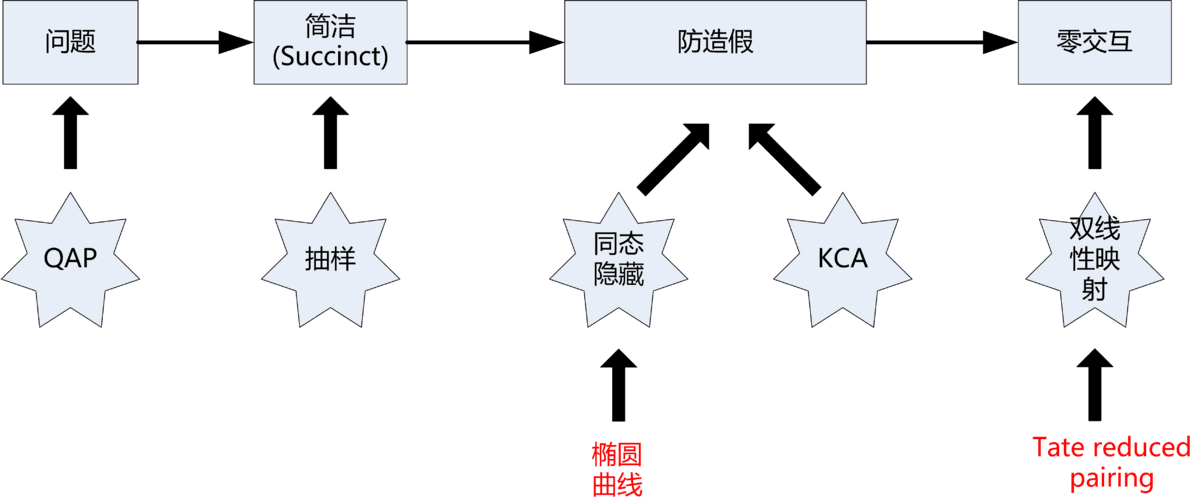 问题
简洁
(Succinct)
防造假
零交互
QAP
抽样
同态
隐藏
KCA
双线
性映
射
椭圆
曲线
Tate reduced
pairing